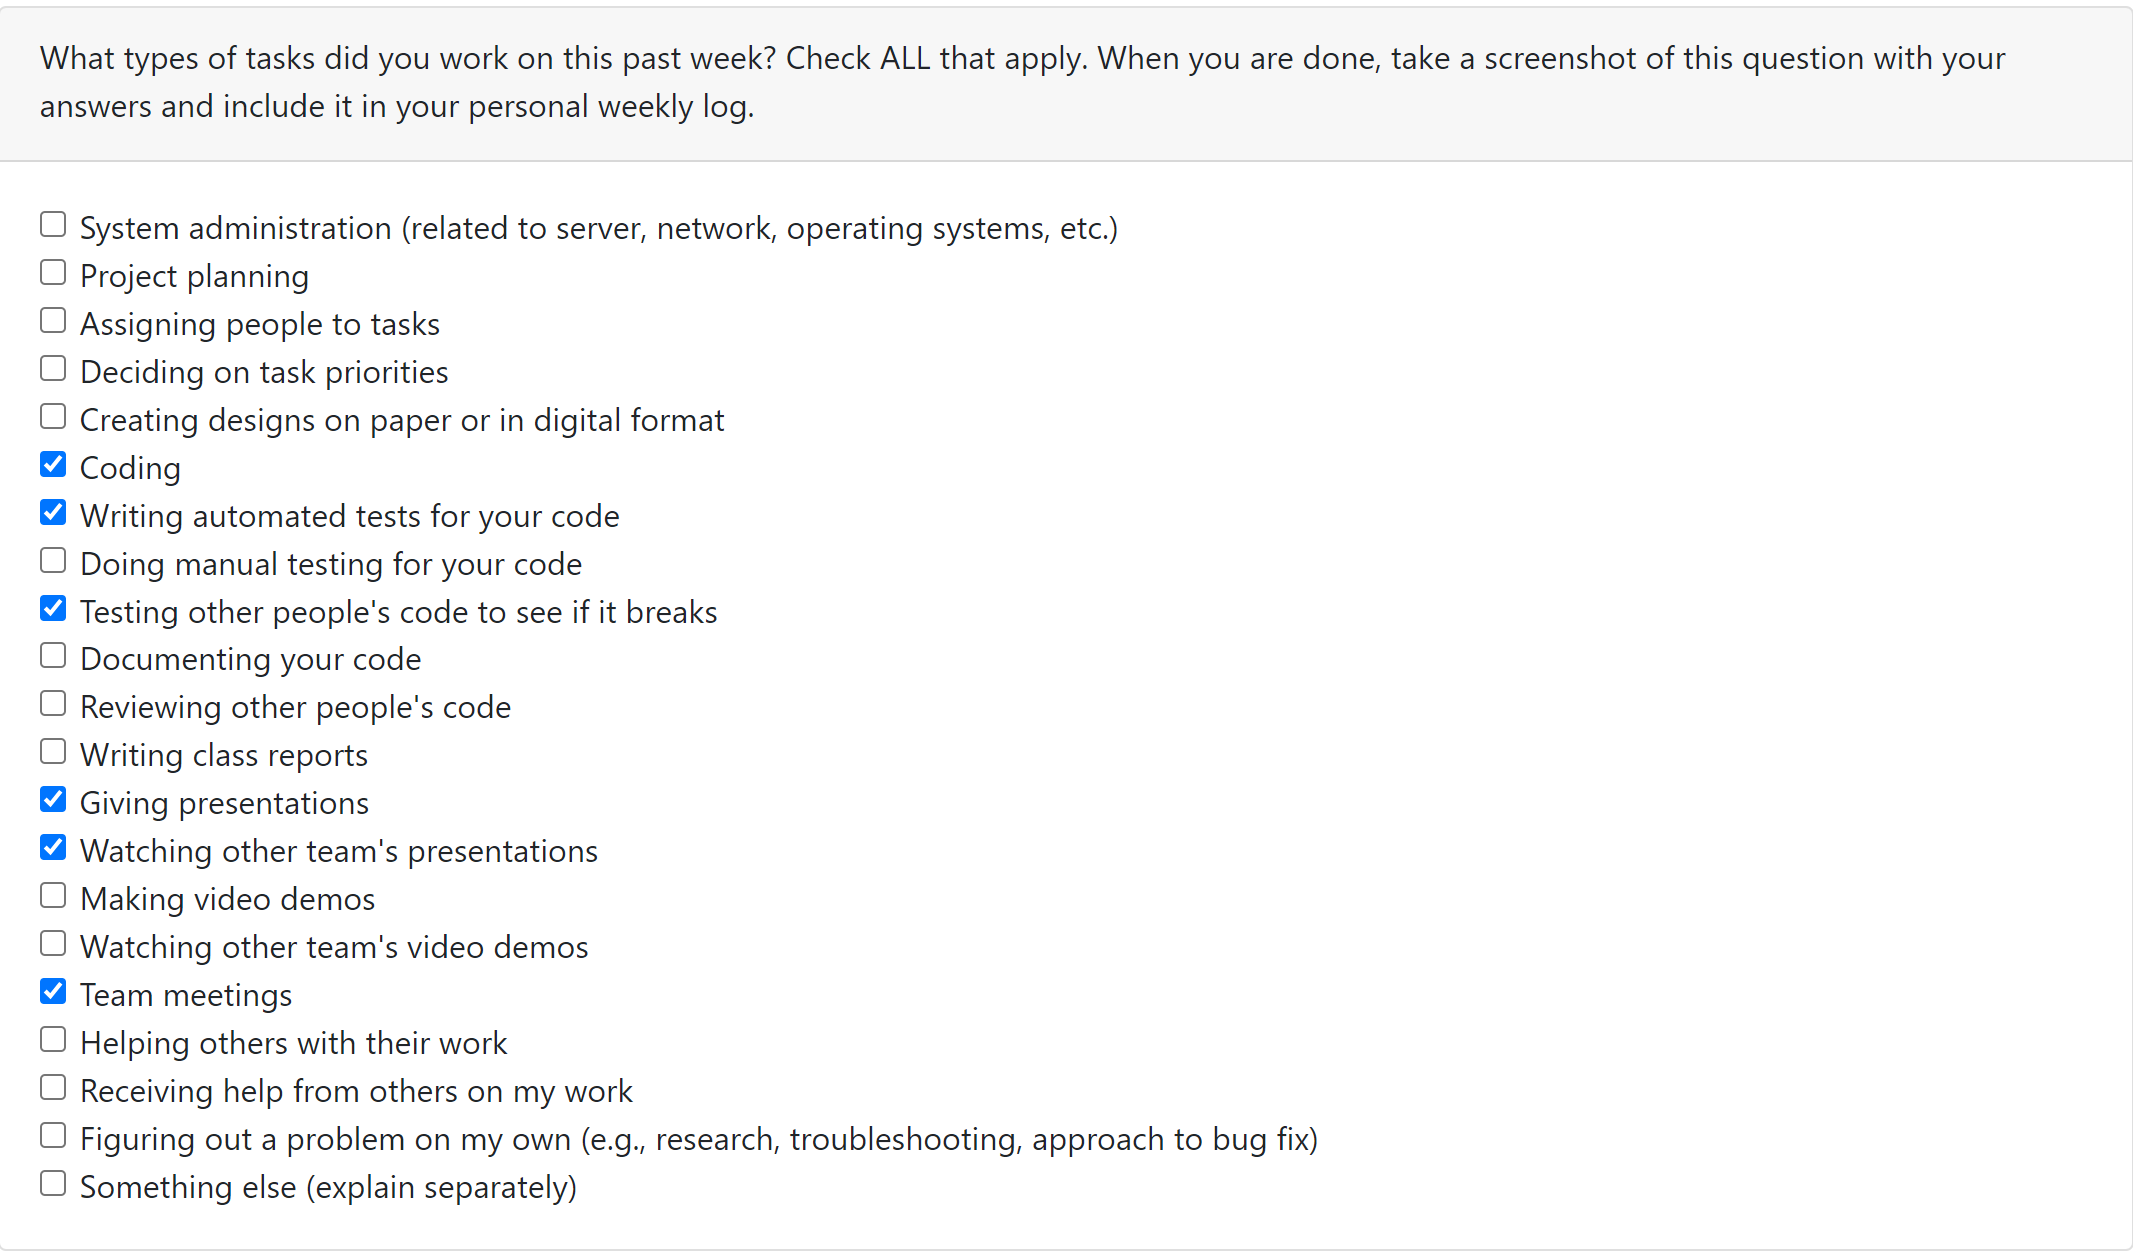 What types of tasks did you work on this past week? Check ALL that apply. When you are done, take a screenshot of this question with your
answers and include it in your personal weekly log.
System administration (related to server, network, operating systems, etc.)
Project planning
Assigning people to tasks
Deciding on task priorities
Creating designs on paper or in digital format
Coding
Writing automated tests for your code
Doing manual testing for your code
Testing other people's code to see if it breaks
Documenting your code
Reviewing other people's code
Writing class reports
Giving presentations
Watching other team's presentations
Making video demos
Watching other team's video demos
Team meetings
Helping others with their work
Receiving help from others on my work
Figuring out a problem on my own (e.g., research, troubleshooting, approach to bug fix)
Something else (explain separately)